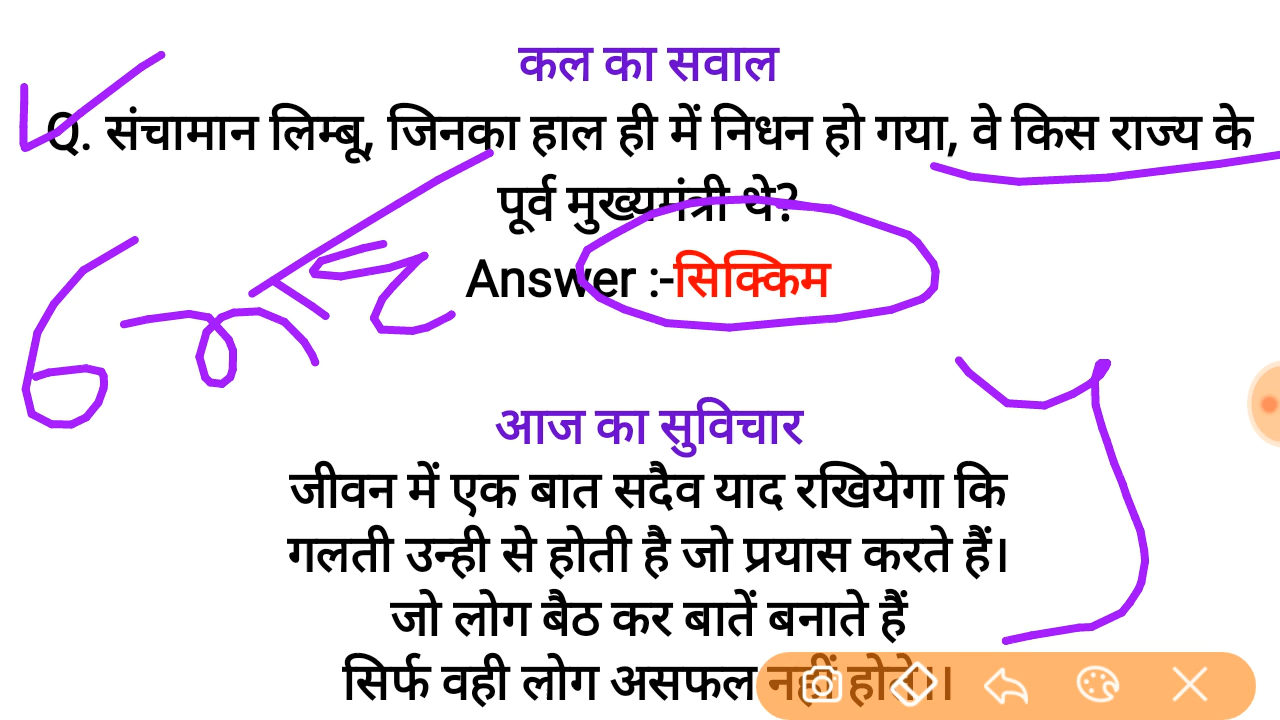 कल का सवाल
Q. संचामान लिम्बू, जिनका हाल ही में निधन हो गया, वे किस राज्य के
पूर्व मुख्यमंत्री थे?
Answer :-सिक्किम
आज का सुविचार
जीवन में एक बात सदैव याद रखियेगा कि
गलती उन्ही से होती है जो प्रयास करते हैं।
जो लोग बैठ कर बातें बनाते हैं
सिर्फ वही लोग असफल नहीं होते।।